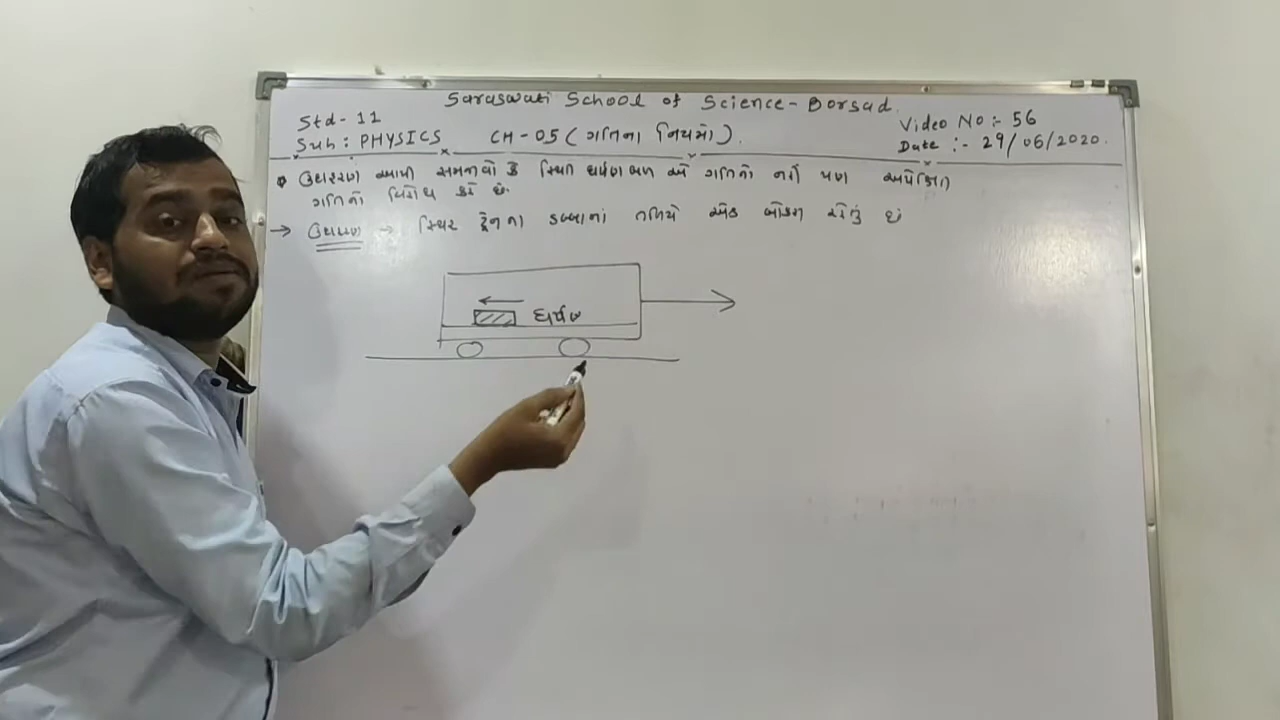 Saraswati School of Science - Borsad.
Std - 11
Video No :- 56
Sub : PHYSICS CH - 05 ( ગતિના નિયમો ).
Date :- 29/06/2020.
ઉદાહરણ આપી સમજાવો કે સ્થિત ઘર્ષણબળ એ ગતિનો નહીં પણ અપેક્ષિત
ગતિનો વિરોધ કરે છે.
→ ઉદાહરણ → સ્થિર ટ્રેનના ડબ્બાનાં તળિયે એક બોક્સ
ઘર્ષણ